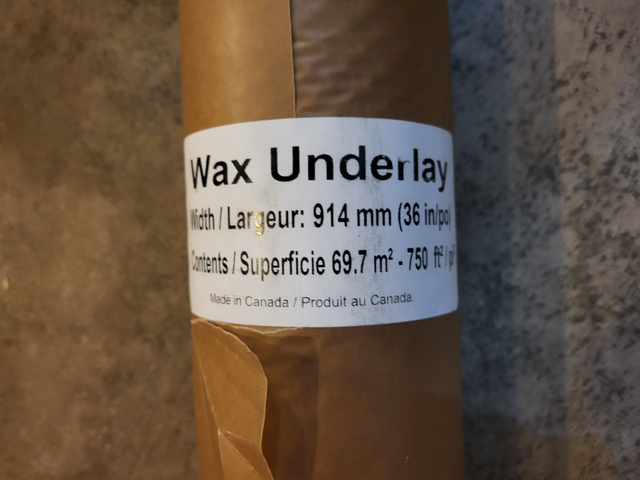 Wax Underlay
Width / Largeur: 914 mm (36 in/po)
Contents / Superficie 69.7 m² - 750 ft² /
Made in Canada / Produit au Canada